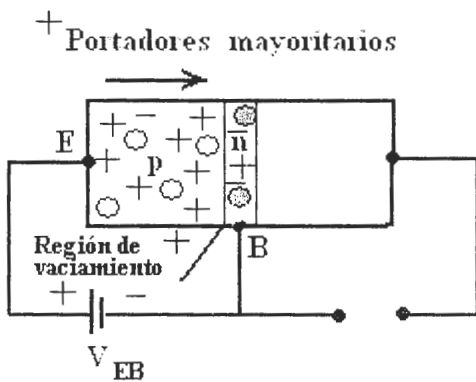 + Portadores mayoritarios
E
+ - +
+ +
n
+ p +
+ +
+ +
Región de
vaciamiento
+
B
+ -
V EB